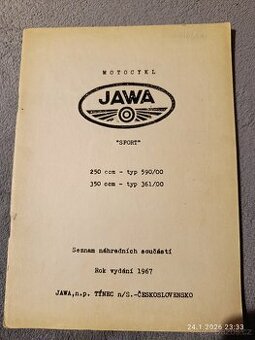 MOTOCYKL
JAWA
"SPORT"
250 ccm - typ 590/00
350 ccm - typ 361/00
Seznam náhradních součástí
Rok vydání 1967
JAWA,n.p. TÝNEC n/S.-ČESKOSLOVENSKO
24.1.2026 23:33